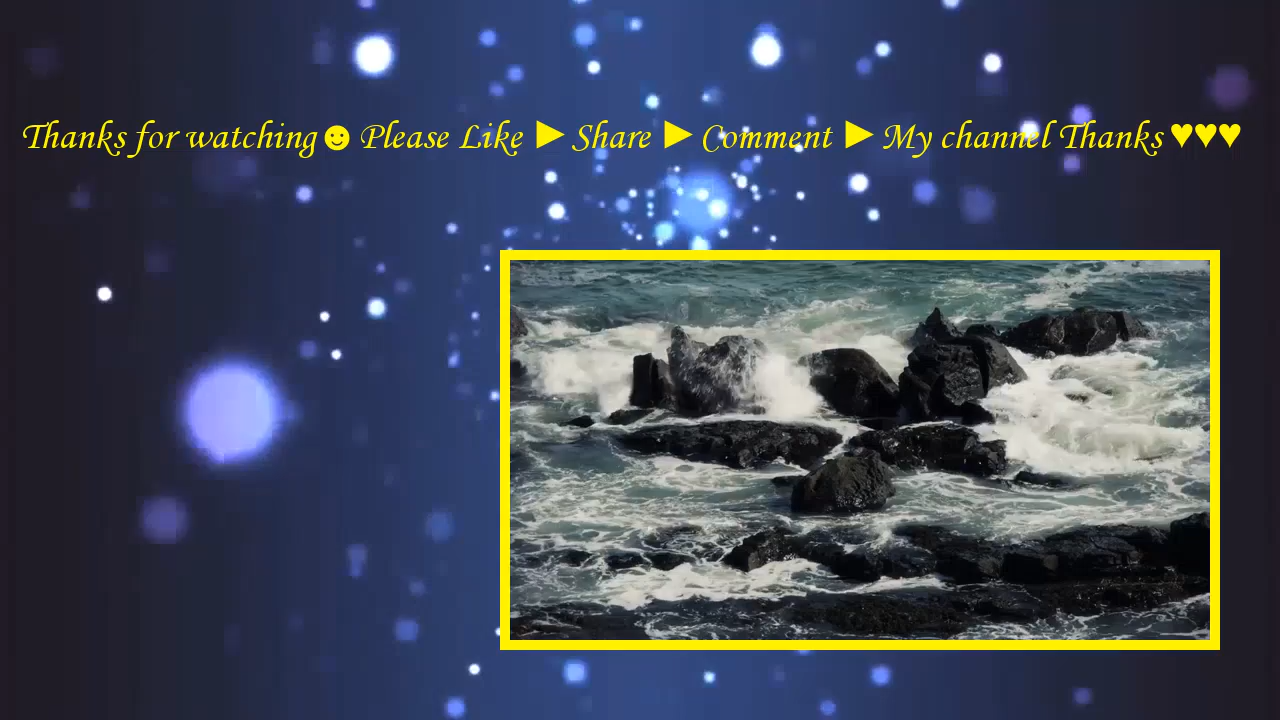 Thanks for watching☻Please Like ►Share ►Comment ►My channel Thanks♥♥♥